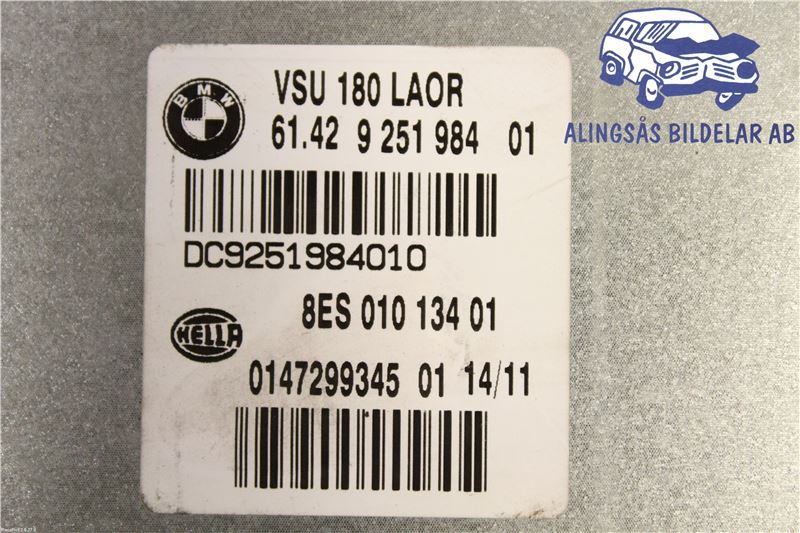 BMW
VSU 180 LAOR
61.42 9 251 984 01
DC9251984010
HELLA
8ES 010 134 01
0147299345 01 14/11
ALINGSÅS BILDELAR AB